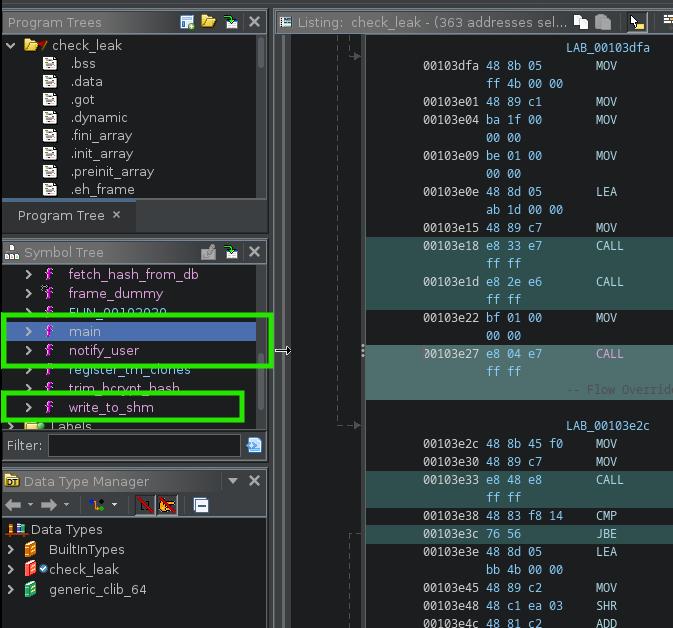 Program Trees
check_leak
.bss
.data
.got
.dynamic
.fini_array
.init_array
.preinit_array
.eh_frame
Program Tree ×
Symbol Tree
fetch_hash_from_db
frame_dummy
FUN_00102020
main
notify_user
register_tm_clones
trim_bcrypt_hash
write_to_shm
Labels
Filter:
Data Type Manager
Data Types
BuiltInTypes
check_leak
generic_clib_64
Listing: check_leak - (363 addresses sel...
LAB_00103dfa
00103dfa 48 8b 05 MOV
ff 4b 00 00
00103e01 48 89 c1 MOV
00103e04 ba 1f 00 MOV
00 00
00103e09 be 01 00 MOV
00 00
00103e0e 48 8d 05 LEA
ab 1d 00 00
00103e15 48 89 c7 MOV
00103e18 e8 33 e7 CALL
ff ff
00103e1d e8 2e e6 CALL
ff ff
00103e22 bf 01 00 MOV
00 00
00103e27 e8 04 e7 CALL
ff ff
-- Flow Override
LAB_00103e2c
00103e2c 48 8b 45 f0 MOV
00103e30 48 89 c7 MOV
00103e33 e8 48 e8 CALL
ff ff
00103e38 48 83 f8 14 CMP
00103e3c 76 56 JBE
00103e3e 48 8d 05 LEA
bb 4b 00 00
00103e45 48 89 c2 MOV
00103e48 48 c1 ea 03 SHR
00103e4c 48 81 c2 ADD